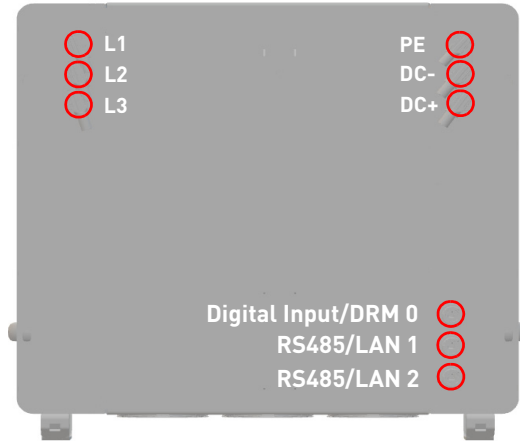 L1
L2
L3
PE
DC-
DC+
Digital Input/DRM 0
RS485/LAN 1
RS485/LAN 2